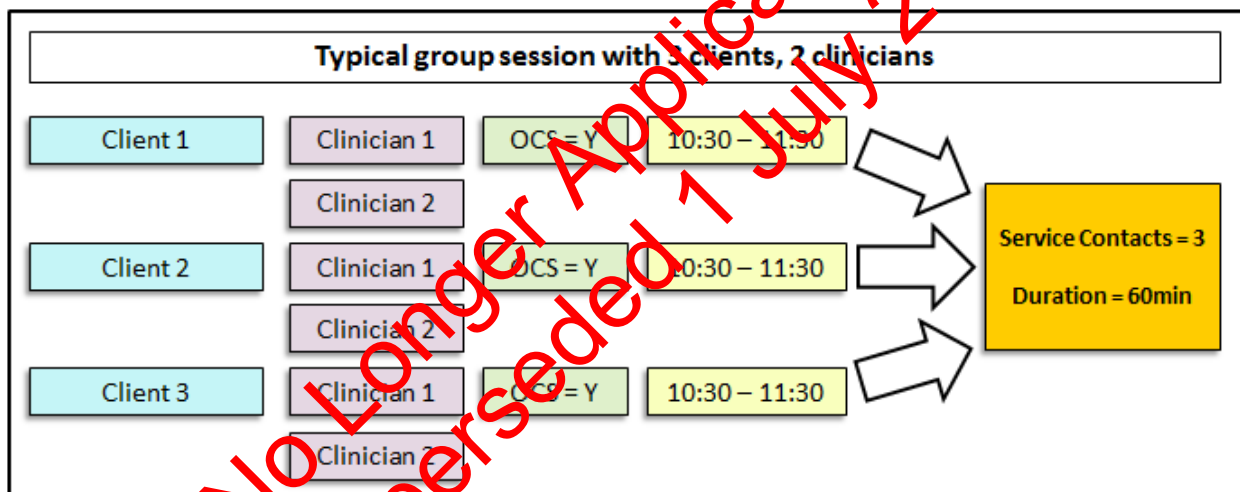 Typical group session with 3 clients, 2 clinicians
Client 1 Clinician 1 OCS = Y 10:30 – 11:30
Clinician 2
Client 2 Clinician 1 OCS = Y 10:30 – 11:30
Clinician 2
Client 3 Clinician 1 OCS = Y 10:30 – 11:30
Clinician 2
Service Contacts = 3
Duration = 60min
No Longer
1 July